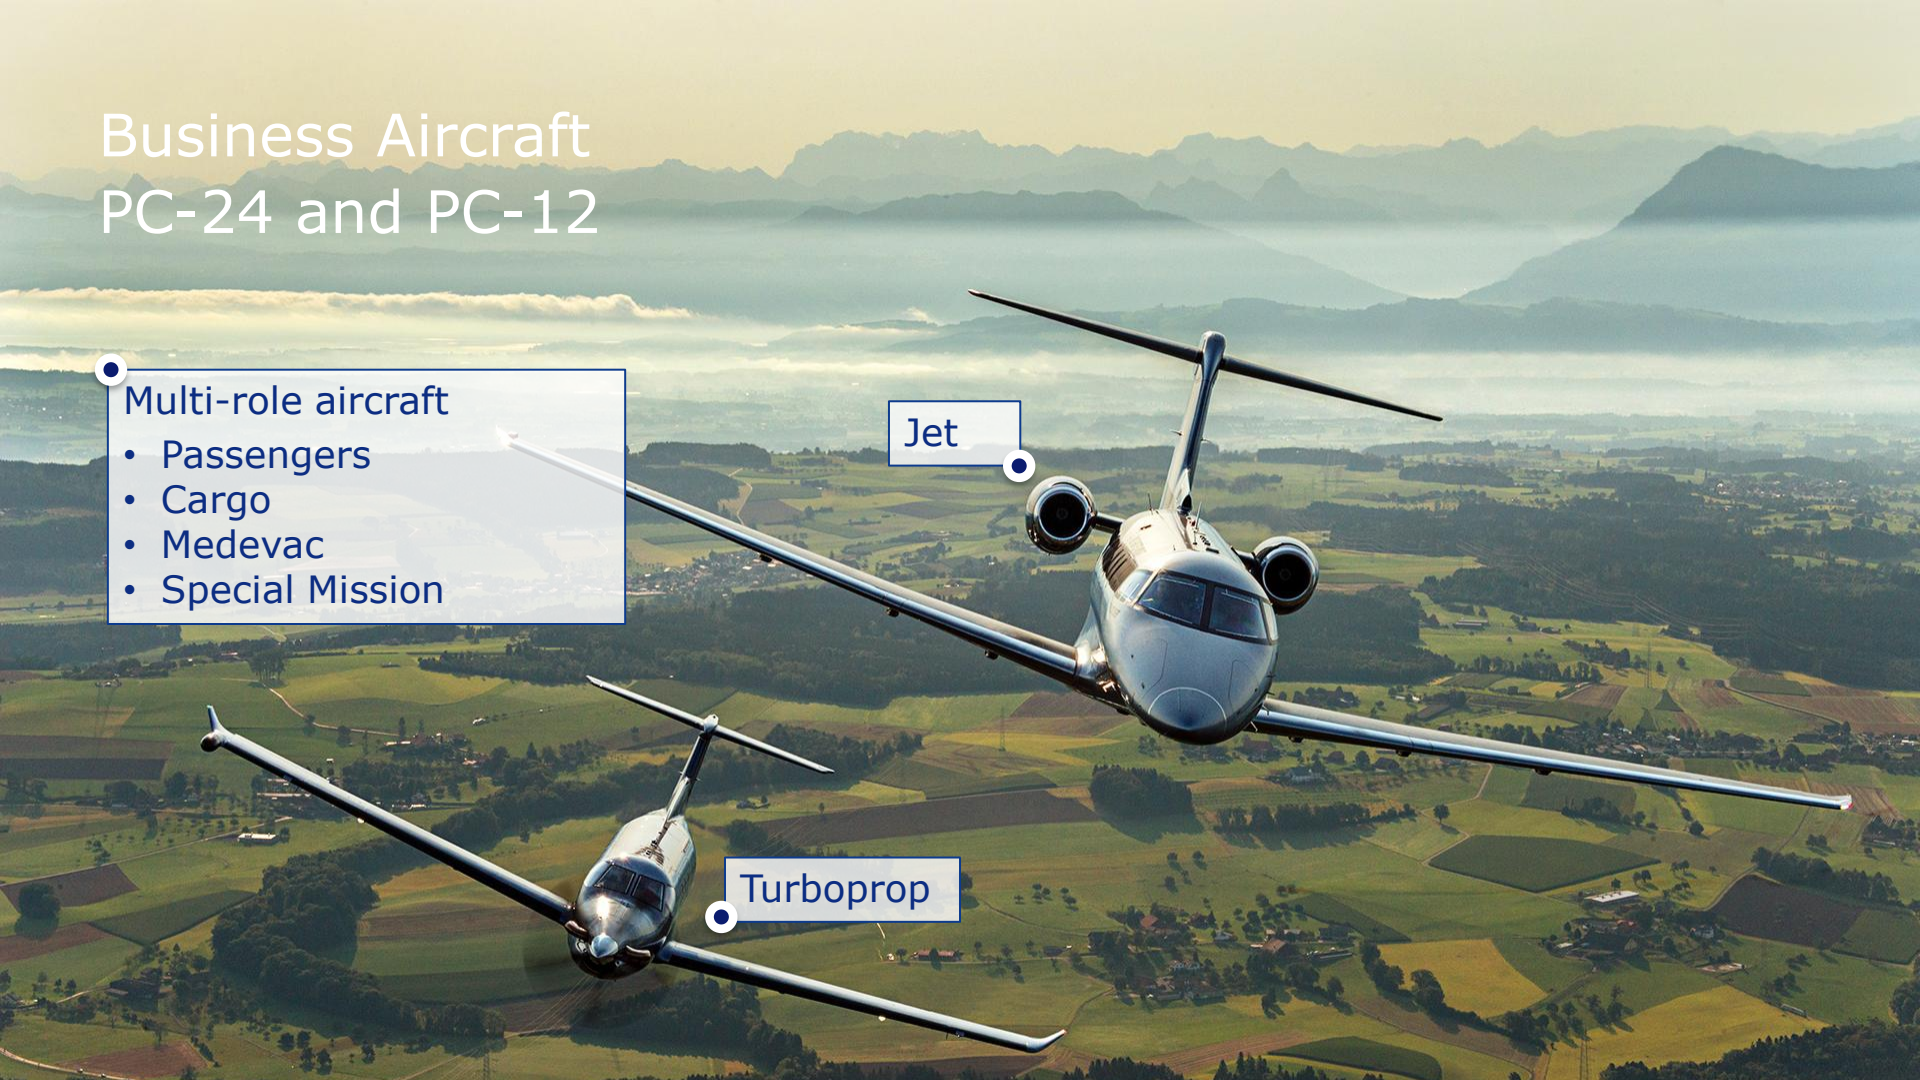 Business Aircraft
PC-24 and PC-12
Multi-role aircraft
• Passengers
• Cargo
• Medevac
• Special Mission
Jet
Turboprop